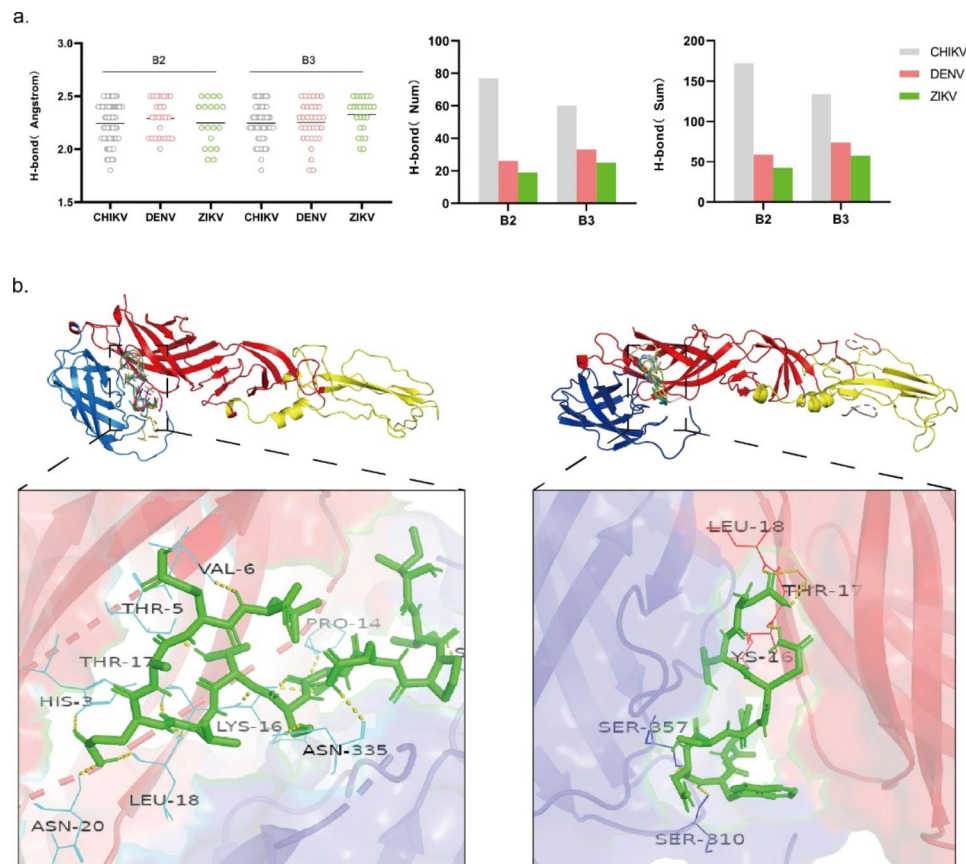 a.
3.0
2.5
2.0
1.5
H-bond( Angstrom)
B2
B3
CHIKV DENV ZIKV CHIKV DENV ZIKV
100
80
60
40
20
0
H-bond( Num)
B2 B3
200
150
100
50
0
H-bond( Sum)
B2 B3
CHIKV
DENV
ZIKV
b.
VAL-6
THR-5
PRO-14
THR-17
S
HIS-3
LYS-16
ASN-335
LEU-18
ASN-20
LEU-18
THR-17
YS-16
SER-357
SER-310